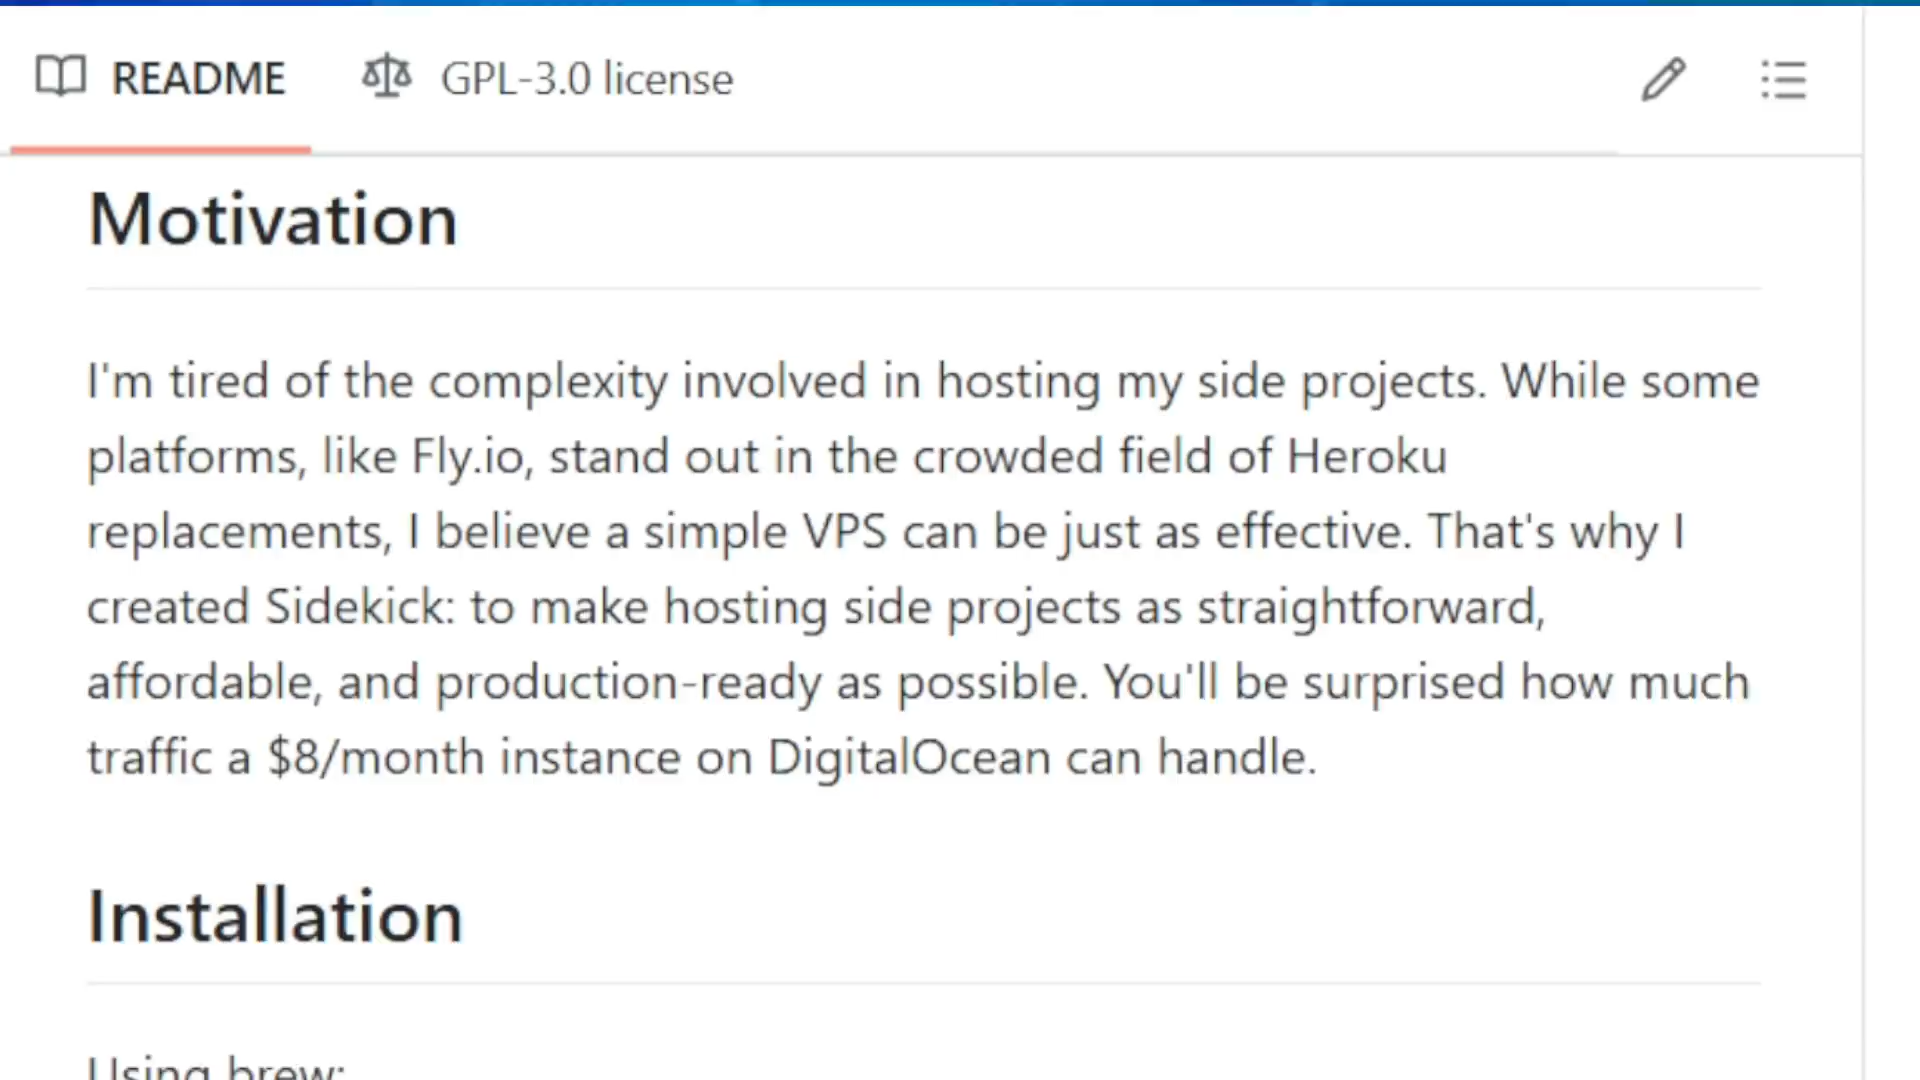 README
GPL-3.0 license
Motivation
I'm tired of the complexity involved in hosting my side projects. While some
platforms, like Fly.io, stand out in the crowded field of Heroku
replacements, I believe a simple VPS can be just as effective. That's why I
created Sidekick: to make hosting side projects as straightforward,
affordable, and production-ready as possible. You'll be surprised how much
traffic a $8/month instance on DigitalOcean can handle.
Installation
Using brew: